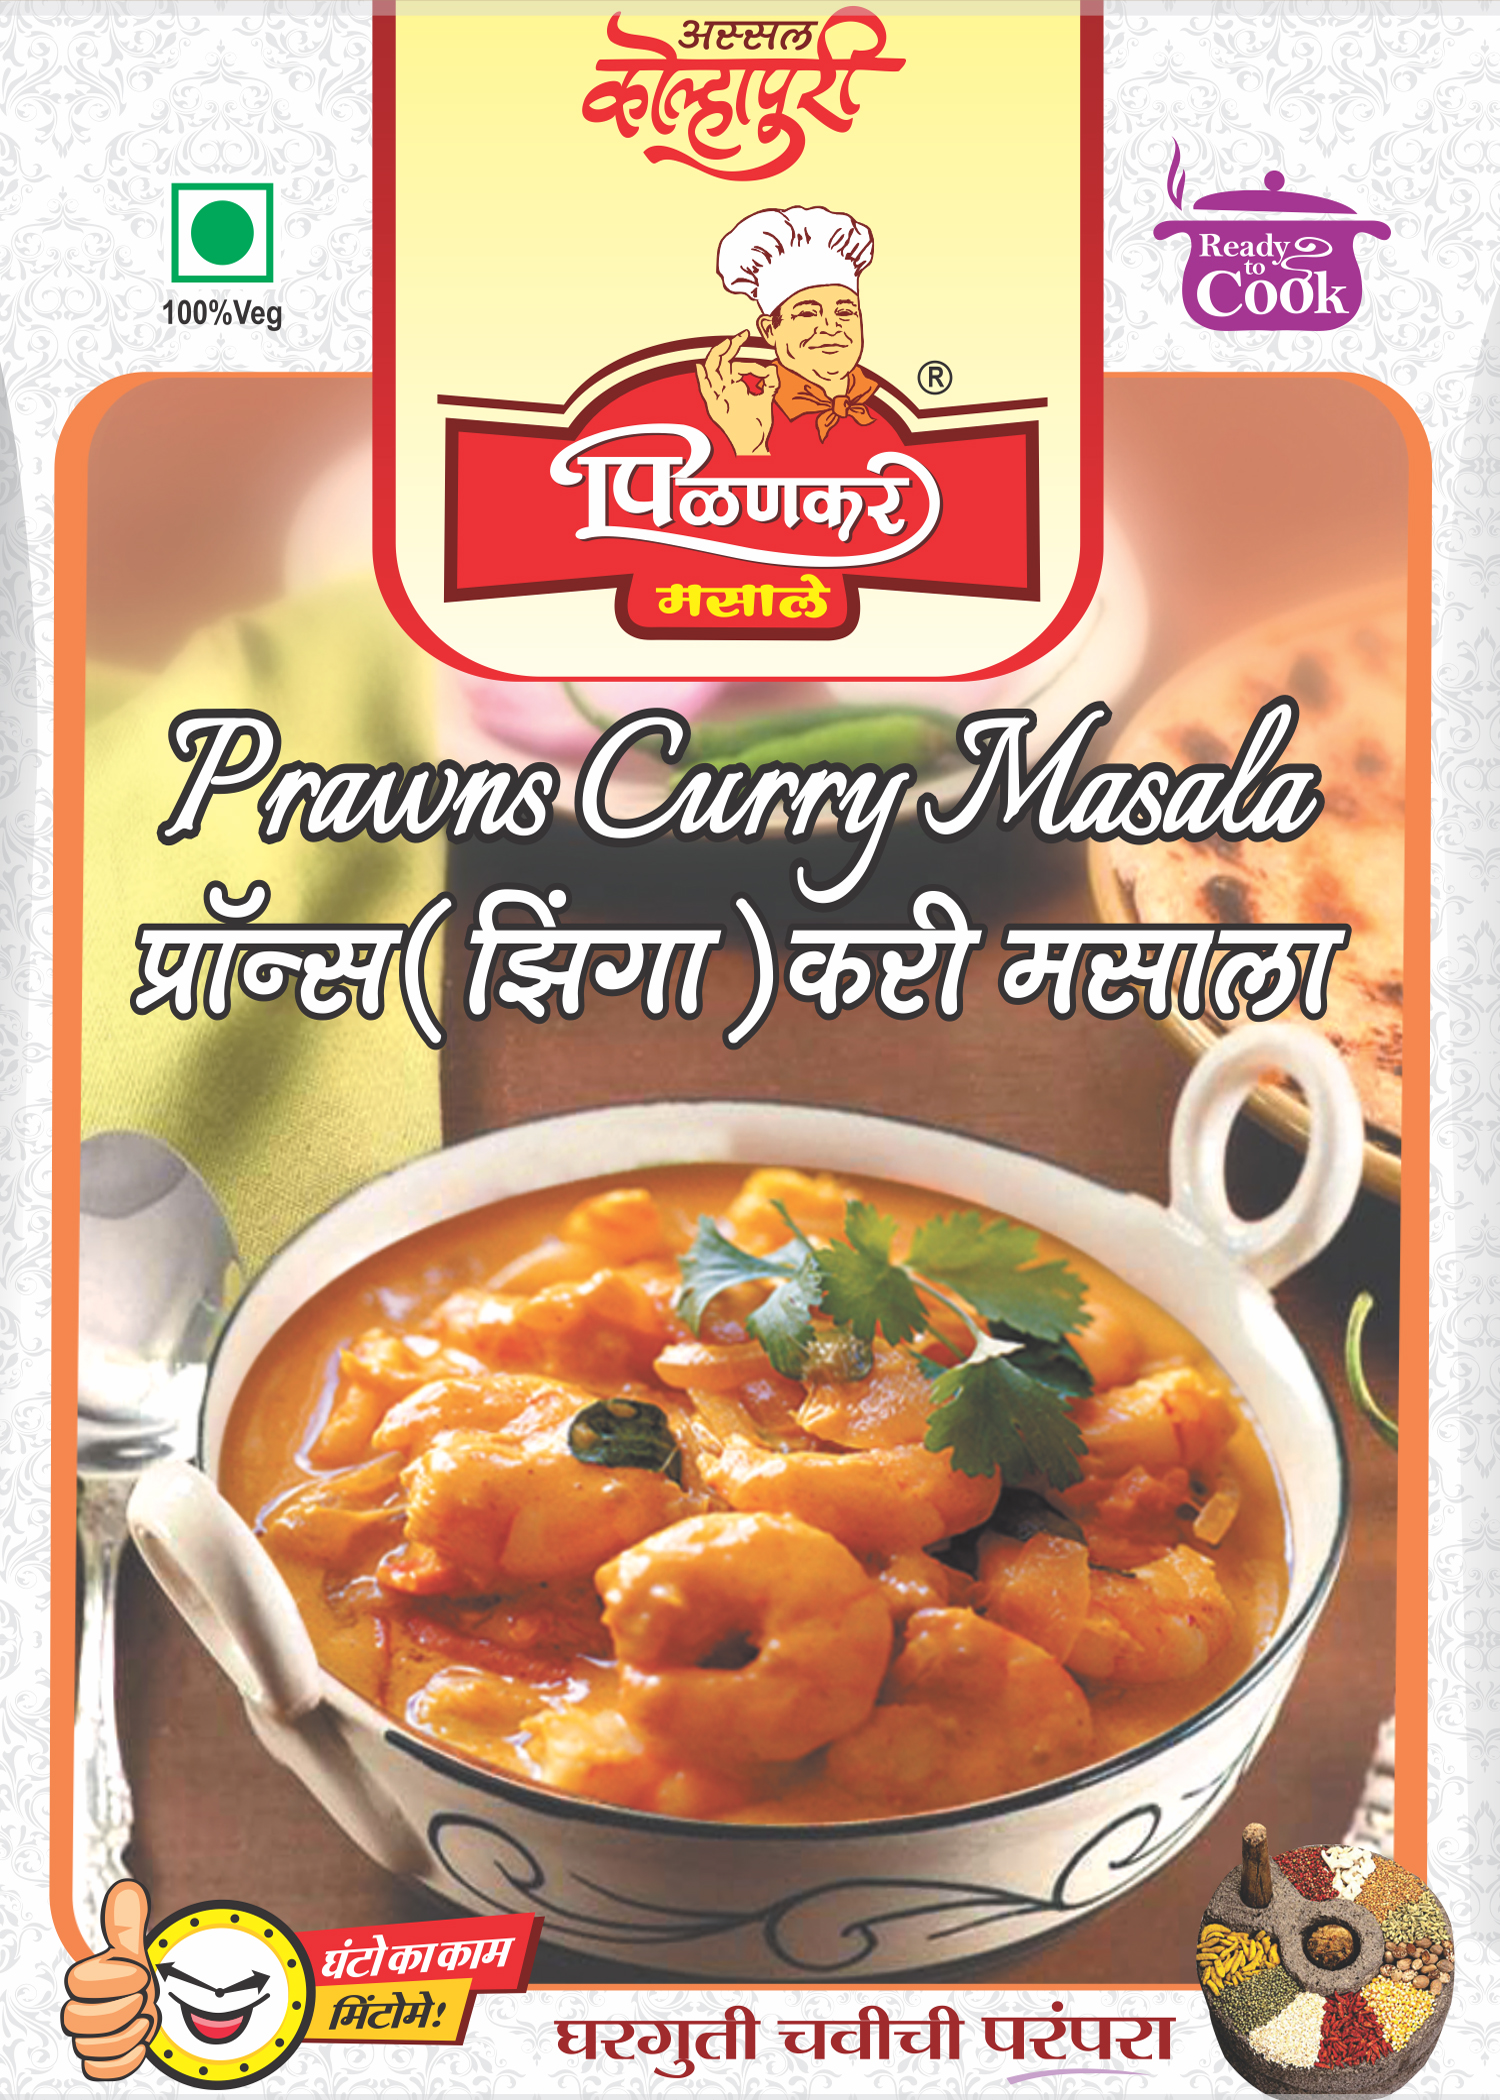 अस्सल
कोल्हापुरी
100%Veg
Ready
to
Cook
®
पिळणकर
मसाले
Prawns Curry Masala
प्रॉन्स( झिंगा )करी मसाला
घंटो का काम
मिंटोमे!
घरगुती चवीची परंपरा